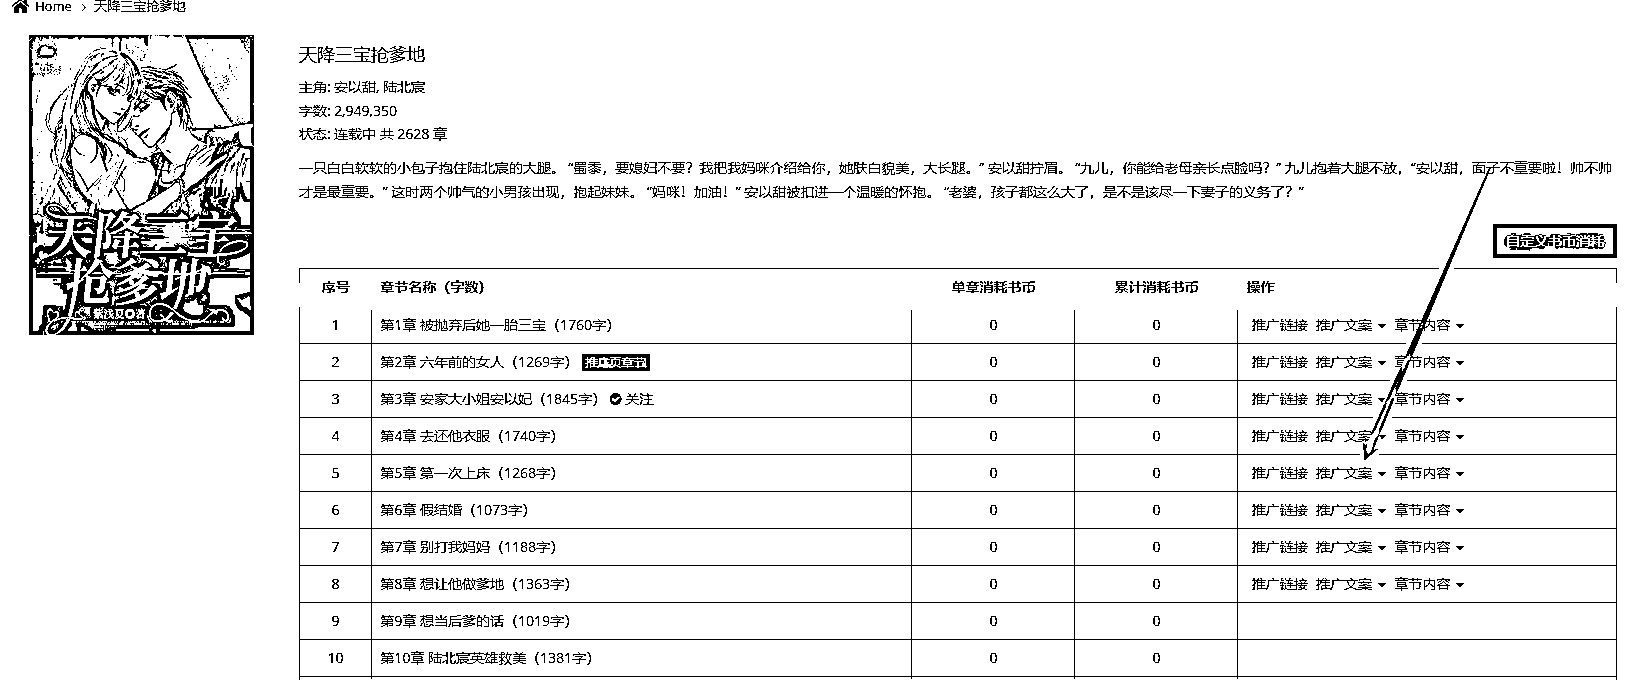 Home › 天降三宝抢爹地
天降三宝抢爹地
主角: 安以甜, 陆北宸
字数: 2,949,350
状态: 连载中 共 2628 章
一只白白软软的小包子抱住陆北宸的大腿。“蜀黍，要媳妇不要？我把我妈咪介绍给你，她肤白貌美，大长腿。”安以甜拧眉。“九儿，你能给老母亲长点脸吗？”九儿抱着大腿不放，“安以甜，面子不重要啦！帅不帅
才是最重要。”这时两个帅气的小男孩出现，抱起妹妹。“妈咪！加油！”安以甜被扣进一个温暖的怀抱。“老婆，孩子都这么大了，是不是该尽一下妻子的义务了？”
天降三宝
抢爹地
自定义书币消耗
序号 章节名称（字数） 单章消耗书币 累计消耗书币 操作
1 第1章 被抛弃后她一胎三宝（1760字） 0 0 推广链接 推广文案 章节内容
2 第2章 六年前的女人（1269字） 推广页章节 0 0 推广链接 推广文案 章节内容
3 第3章 安家大小姐安以妃（1845字） 关注 0 0 推广链接 推广文案 章节内容
4 第4章 去还他衣服（1740字） 0 0 推广链接 推广文案 章节内容
5 第5章 第一次上床（1268字） 0 0 推广链接 推广文案 章节内容
6 第6章 假结婚（1073字） 0 0 推广链接 推广文案 章节内容
7 第7章 别打我妈妈（1188字） 0 0 推广链接 推广文案 章节内容
8 第8章 想让他做爹地（1363字） 0 0 推广链接 推广文案 章节内容
9 第9章 想当后爹的话（1019字） 0 0
10 第10章 陆北宸英雄救美（1381字） 0 0